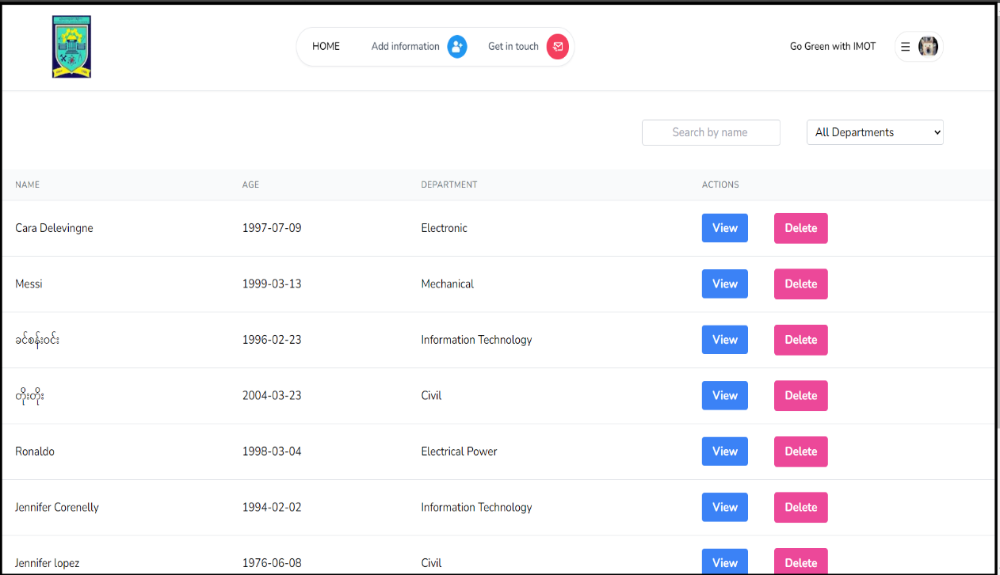 HOME Add information Get in touch Go Green with IMOT
Search by name All Departments
NAME AGE DEPARTMENT ACTIONS
Cara Delevingne 1997-07-09 Electronic View Delete
Messi 1999-03-13 Mechanical View Delete
ခင်စန်းဝင်း 1996-02-23 Information Technology View Delete
တိုးတိုး 2004-03-23 Civil View Delete
Ronaldo 1998-03-04 Electrical Power View Delete
Jennifer Corenelly 1994-02-02 Information Technology View Delete
Jennifer lopez 1976-06-08 Civil View Delete